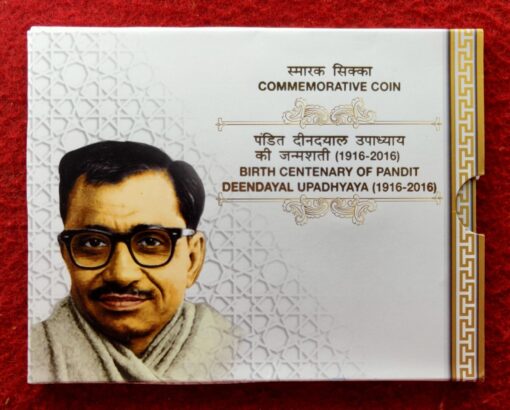 स्मारक सिक्का
COMMEMORATIVE COIN
पंडित दीनदयाल उपाध्याय
की जन्मशती (1916-2016)
BIRTH CENTENARY OF PANDIT
DEENDAYAL UPADHYAYA (1916-2016)